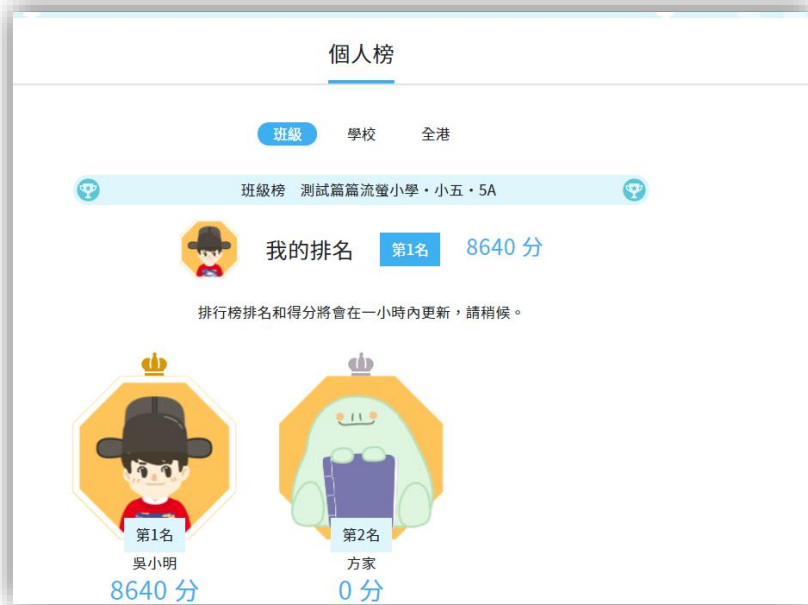 個人榜
班級 學校 全港
班級榜 測試篇篇流螢小學・小五・5A
我的排名 第1名 8640 分
排行榜排名和得分將會在一小時內更新，請稍候。
第1名 第2名
吳小明 方家
8640 分 0 分